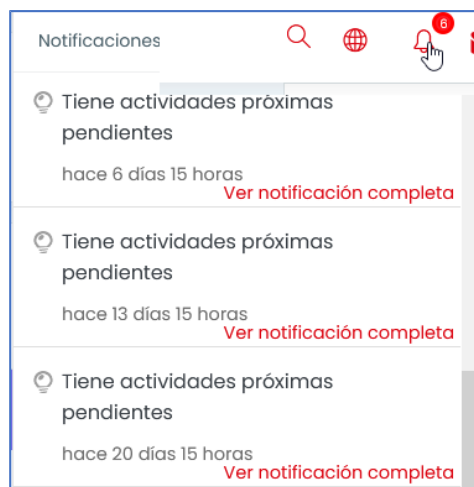 Notificaciones
6
Tiene actividades próximas
pendientes
hace 6 días 15 horas
Ver notificación completa
Tiene actividades próximas
pendientes
hace 13 días 15 horas
Ver notificación completa
Tiene actividades próximas
pendientes
hace 20 días 15 horas
Ver notificación completa